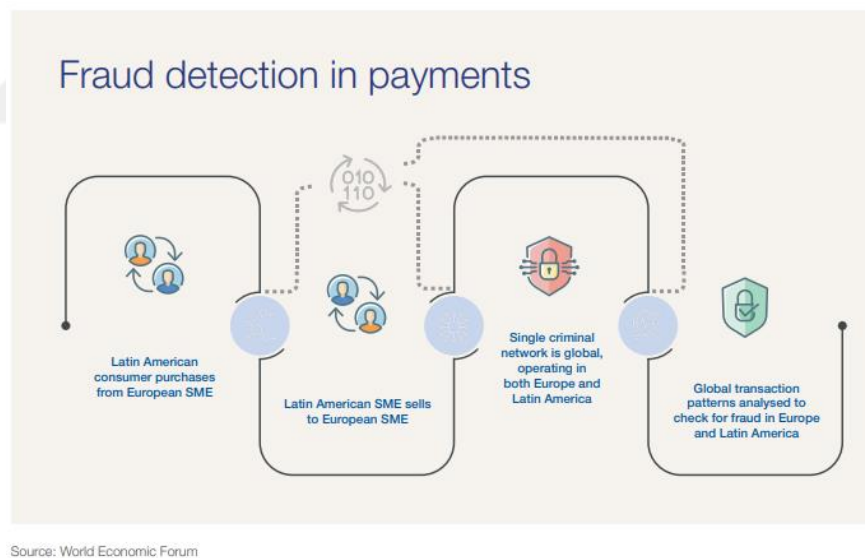 Fraud detection in payments
010
110
Latin American
consumer purchases
from European SME
Latin American SME sells
to European SME
Single criminal
network is global,
operating in
both Europe and
Latin America
Global transaction
patterns analysed to
check for fraud in Europe
and Latin America
Source: World Economic Forum